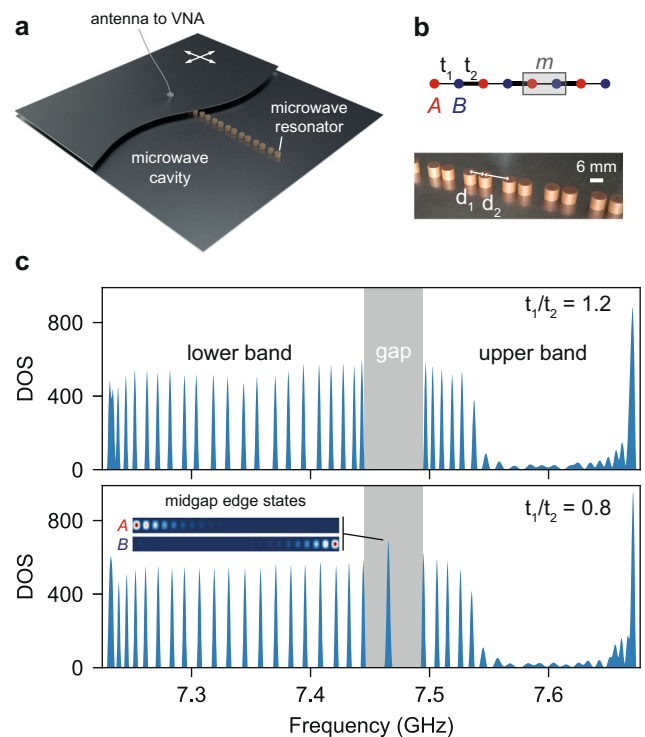 a
antenna to VNA
microwave
resonator
microwave
cavity
b
t1 t2 m
A B
6 mm
d1 d2
c
t1/t2 = 1.2
lower band gap upper band
DOS
800
400
0
midgap edge states
A
B
t1/t2 = 0.8
DOS
800
400
0
7.3 7.4 7.5 7.6
Frequency (GHz)